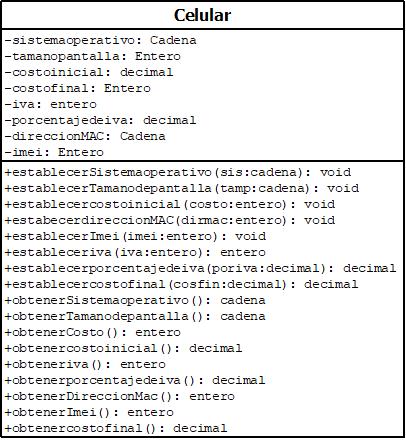 Celular
-sistemaoperativo: Cadena
-tamanopantalla: Entero
-costoinicial: decimal
-costofinal: Entero
-iva: entero
-porcentajedeiva: decimal
-direccionMAC: Cadena
-imei: Entero
+establecerSistemaoperativo(sis:cadena): void
+establecerTamanodepantalla(tamp:cadena): void
+establecercostoinicial(costo:entero): void
+estabecerdireccionMAC(dirmac:entero): void
+establecerImei(imei:entero): void
+estableceriva(iva:entero): entero
+establecerporcentajedeiva(poriva:decimal): decimal
+establecercostofinal(cosfin:decimal): decimal
+obtenerSistemaoperativo(): cadena
+obtenerTamanodepantalla(): cadena
+obtenerCosto(): entero
+obtenercostoinicial(): decimal
+obteneriva(): entero
+obtenerporcentajedeiva(): decimal
+obtenerDireccionMac(): entero
+obtenerImei(): entero
+obtenercostofinal(): decimal